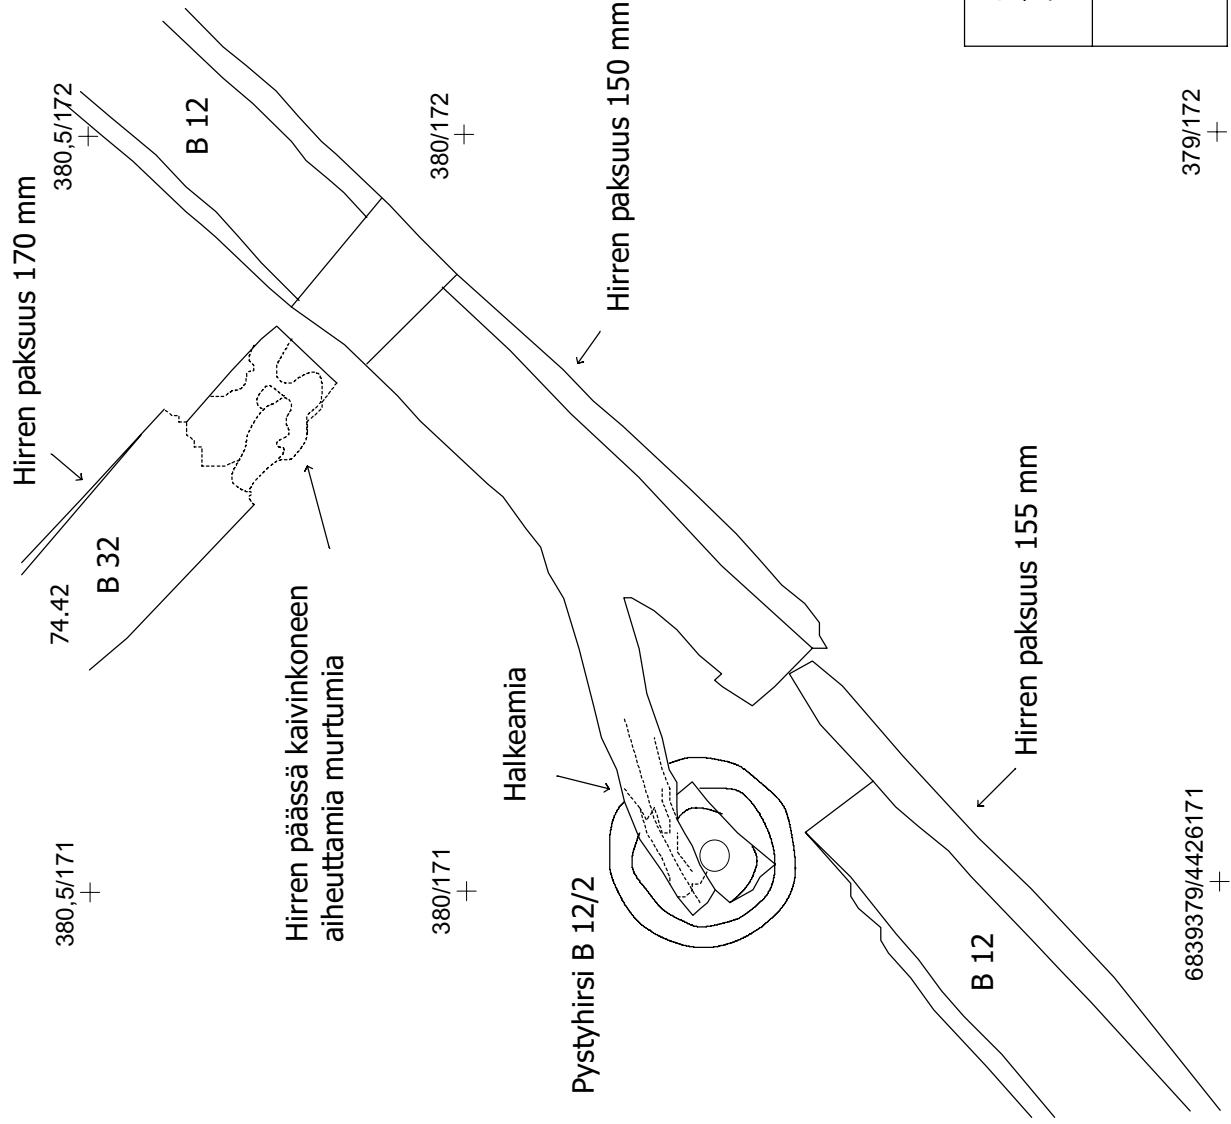 Hirren paksuus 170 mm
74.42
B 32
380,5/172
B 12
380/172
Hirren paksuus 150 mm
379/172
Hirren päässä kaivinkoneen
aiheuttamia murtumia
Halkeamia
380,5/171
380/171
Pystyhirsi B 12/2
Hirren paksuus 155 mm
B 12
6839379/4426171